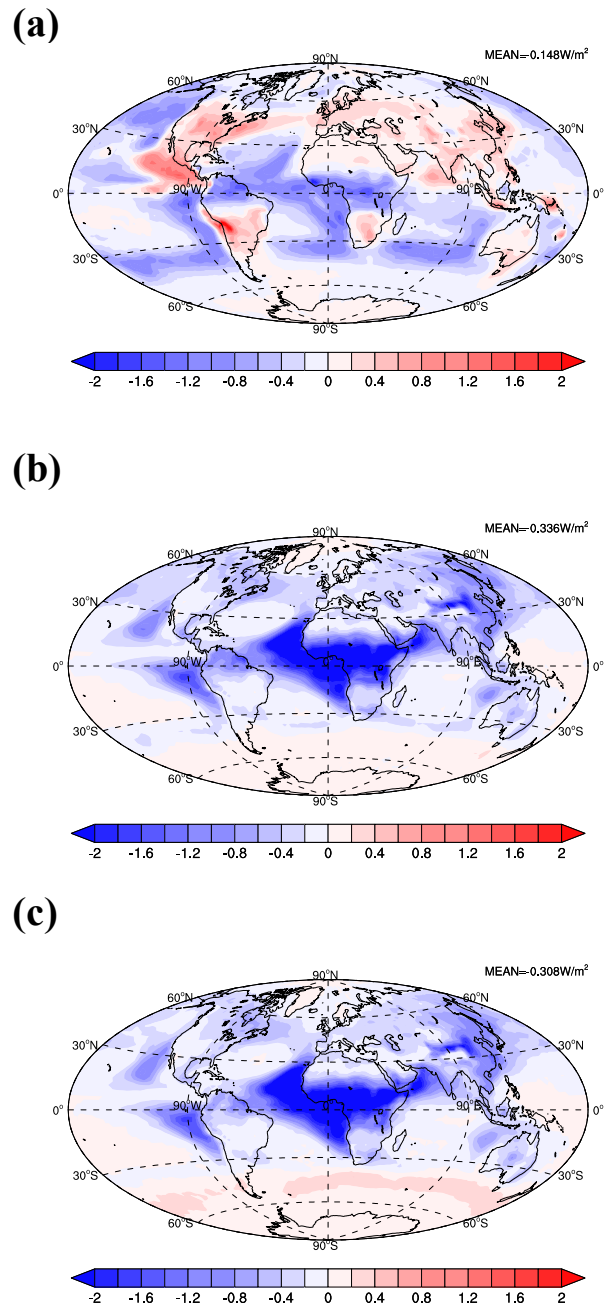 (a)
MEAN=-0.148W/m²
90°N
60°N 60°N
30°N 30°N
0° 90°W 90°E 0°
30°S 30°S
60°S 60°S
90°S
-2 -1.6 -1.2 -0.8 -0.4 0 0.4 0.8 1.2 1.6 2
(b)
MEAN=-0.336W/m²
90°N
60°N 60°N
30°N 30°N
0° 90°W 90°E 0°
30°S 30°S
60°S 60°S
90°S
-2 -1.6 -1.2 -0.8 -0.4 0 0.4 0.8 1.2 1.6 2
(c)
MEAN=-0.308W/m²
90°N
60°N 60°N
30°N 30°N
0° 90°W 90°E 0°
30°S 30°S
60°S 60°S
90°S
-2 -1.6 -1.2 -0.8 -0.4 0 0.4 0.8 1.2 1.6 2